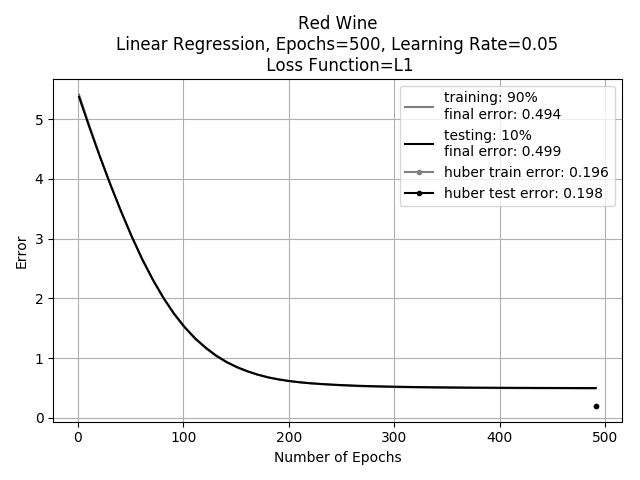 Red Wine
Linear Regression, Epochs=500, Learning Rate=0.05
Loss Function=L1
training: 90%
final error: 0.494
testing: 10%
final error: 0.499
huber train error: 0.196
huber test error: 0.198
Error
5
4
3
2
1
0
0 100 200 300 400 500
Number of Epochs